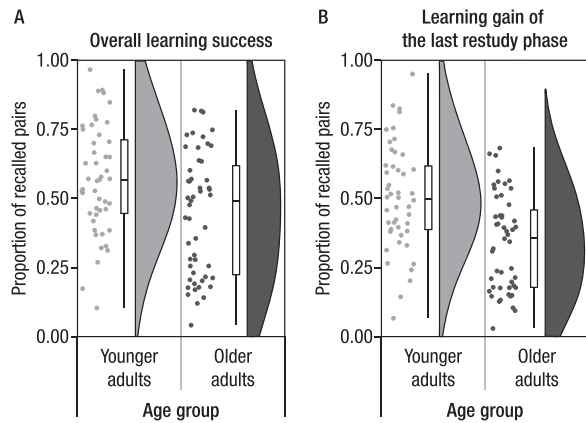 A
Overall learning success
Proportion of recalled pairs
1.00
0.75
0.50
0.25
0.00
Younger
adults
Older
adults
Age group
B
Learning gain of
the last restudy phase
Proportion of recalled pairs
1.00
0.75
0.50
0.25
0.00
Younger
adults
Older
adults
Age group